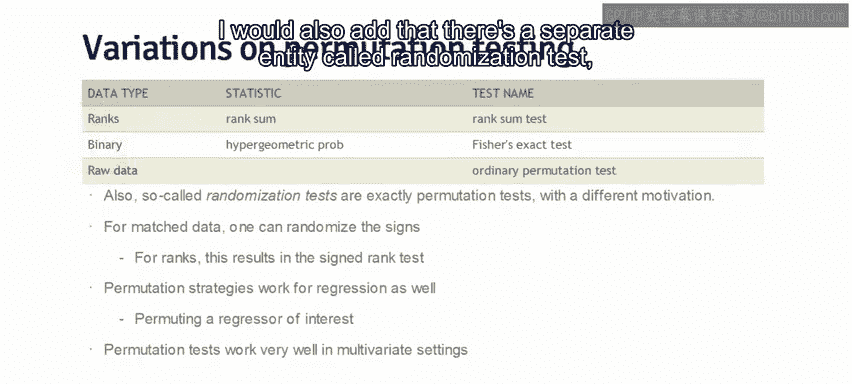 I would also add that there's a separate
Variations on permutation testing
entity called randomization test,
DATA TYPE STATISTIC TEST NAME
Ranks rank sum rank sum test
Binary hypergeometric prob Fisher's exact test
Raw data ordinary permutation test
· Also, so-called randomization tests are exactly permutation tests, with a different motivation.
· For matched data, one can randomize the signs
- For ranks, this results in the signed rank test
· Permutation strategies work for regression as well
- Permuting a regressor of interest
· Permutation tests work very well in multivariate settings